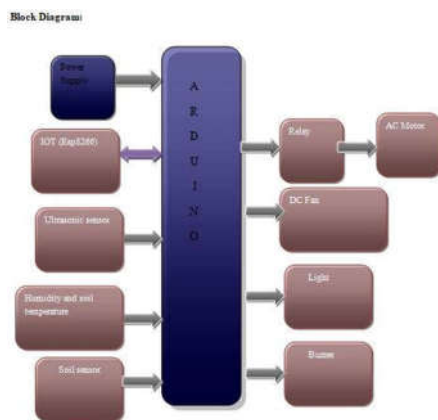 Block Diagram:
Power
Supply
ARDUINO
IOT (Esp8266)
Relay
AC Motor
Ultrasonic sensor
DC Fan
Humidity and soil
temperature
Light
Soil sensor
Buzzer